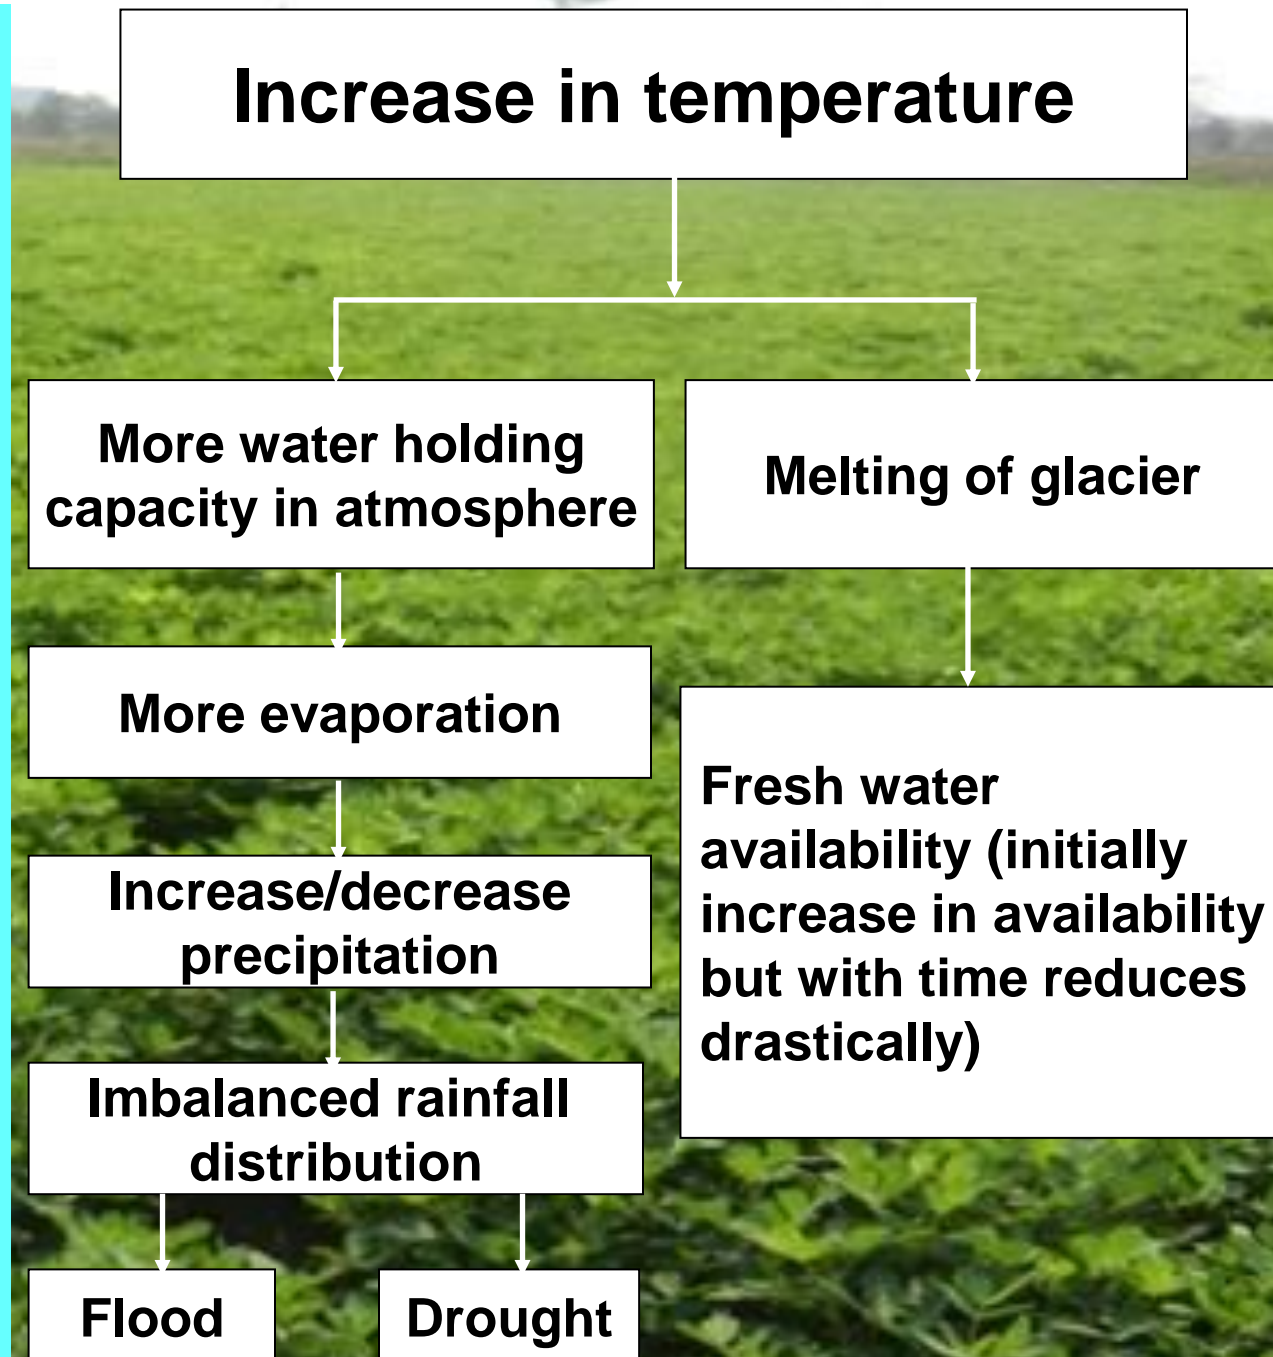 Increase in temperature
More water holding
capacity in atmosphere
Melting of glacier
More evaporation
Fresh water
availability (initially
increase in availability
but with time reduces
drastically)
Increase/decrease
precipitation
Imbalanced rainfall
distribution
Flood
Drought